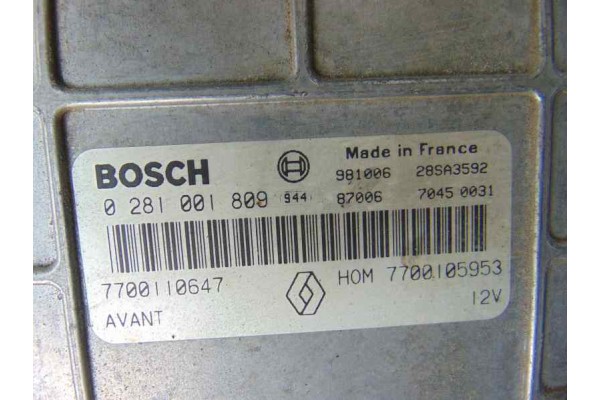 BOSCH Made in France
981006 28SA3592
0 281 001 809 944 87006 7045 0031
7700110647 HOM 7700105953
AVANT 12V